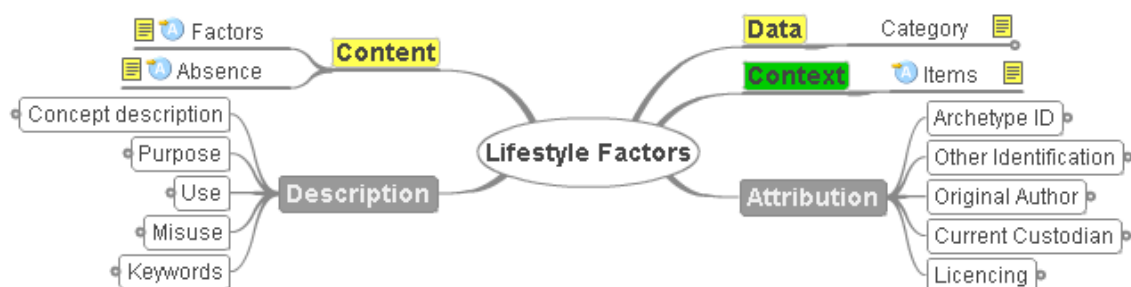 Factors
Absence
Content
Concept description
Purpose
Use
Misuse
Keywords
Description
Lifestyle Factors
Data
Category
Context
Items
Attribution
Archetype ID
Other Identification
Original Author
Current Custodian
Licencing